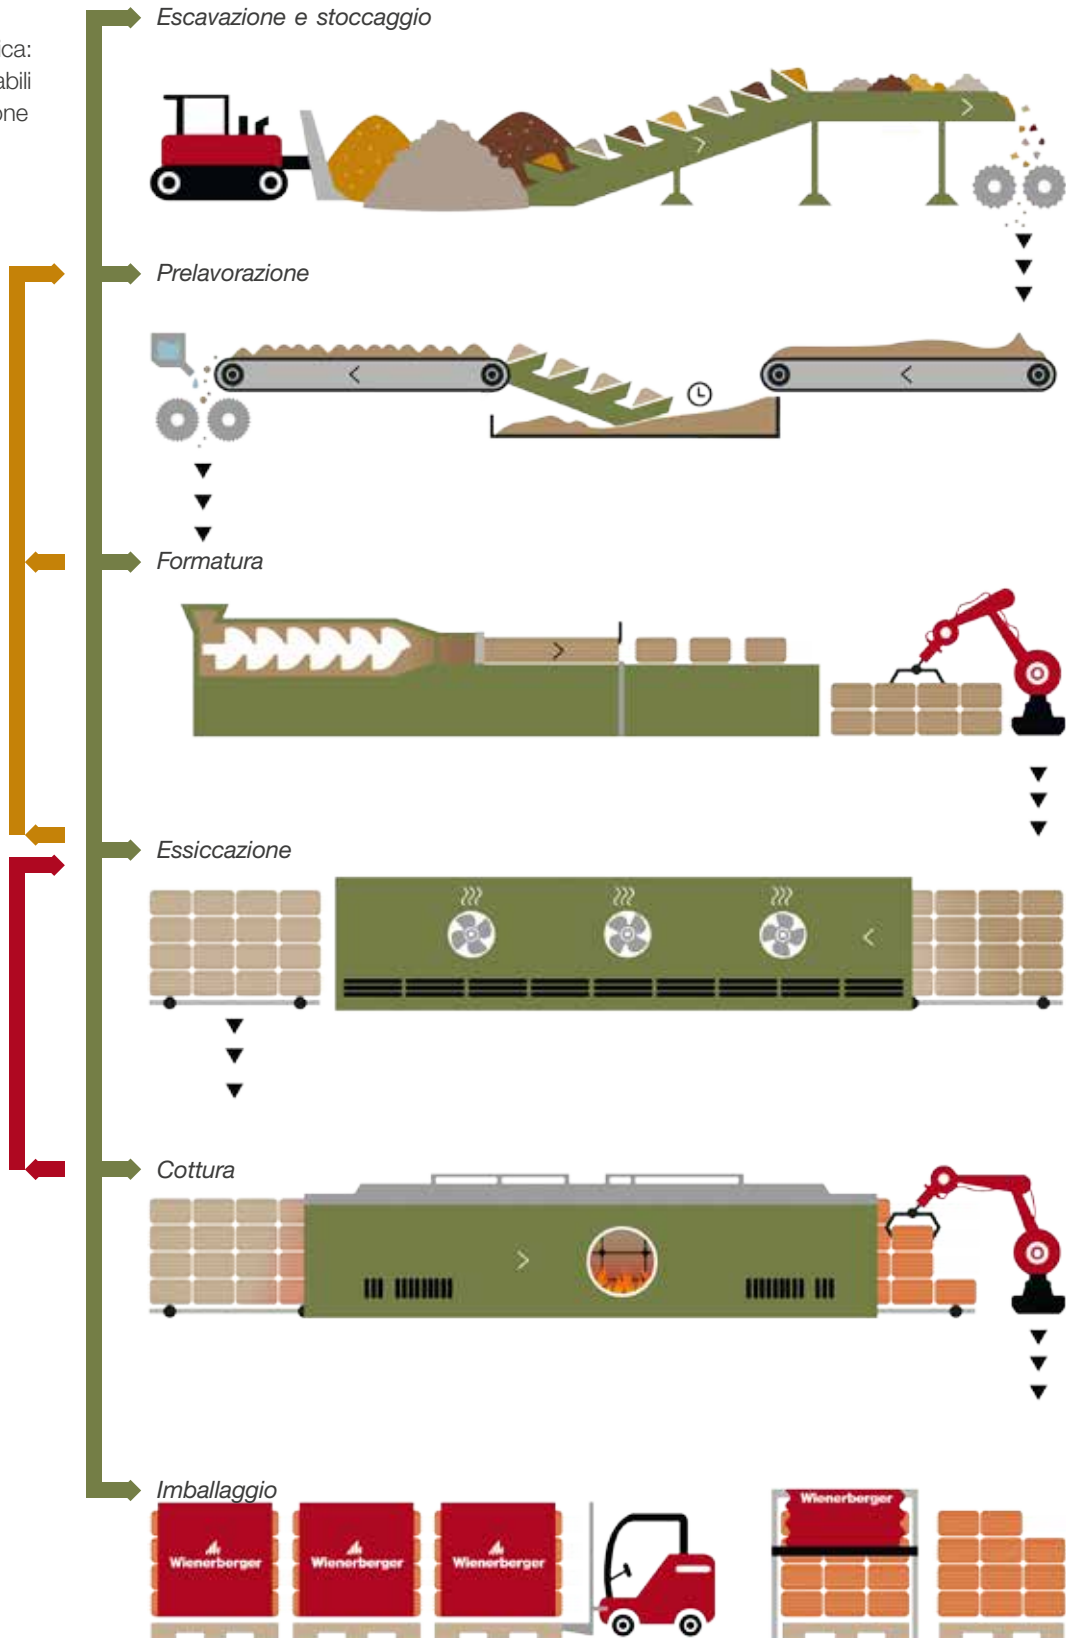 Escavazione e stoccaggio
Prelavorazione
Formatura
Essiccazione
Cottura
Imballaggio
Wienerberger
Wienerberger
Wienerberger
Wienerberger